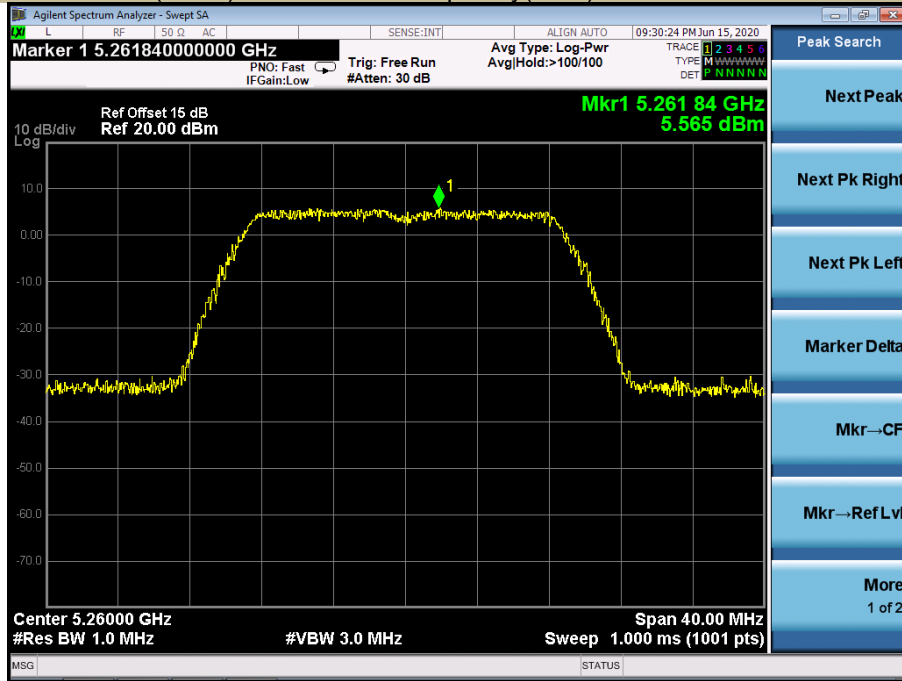 Agilent Spectrum Analyzer - Swept SA
LXI L RF 50 Ω AC SENSE:INT ALIGN AUTO 09:30:24 PM Jun 15, 2020
Marker 1 5.261840000000 GHz
PNO: Fast
IFGain:Low
Trig: Free Run
#Atten: 30 dB
Avg Type: Log-Pwr
Avg|Hold:>100/100
TRACE 1 2 3 4 5 6
TYPE M WWWWW
DET P N N N N N
Ref Offset 15 dB
Ref 20.00 dBm
10 dB/div
Log
Mkr1 5.261 84 GHz
5.565 dBm
1
10.0
0.00
-10.0
-20.0
-30.0
-40.0
-50.0
-60.0
-70.0
Center 5.26000 GHz
Span 40.00 MHz
#Res BW 1.0 MHz
#VBW 3.0 MHz
Sweep 1.000 ms (1001 pts)
MSG
STATUS
Peak Search
Next Peak
Next Pk Right
Next Pk Left
Marker Delta
Mkr→CF
Mkr→Ref Lvl
More
1 of 2